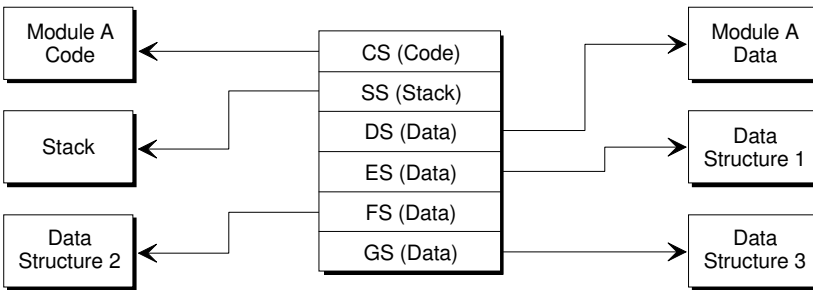 Module A
Code
Stack
Data
Structure 2
CS (Code)
SS (Stack)
DS (Data)
ES (Data)
FS (Data)
GS (Data)
Module A
Data
Data
Structure 1
Data
Structure 3